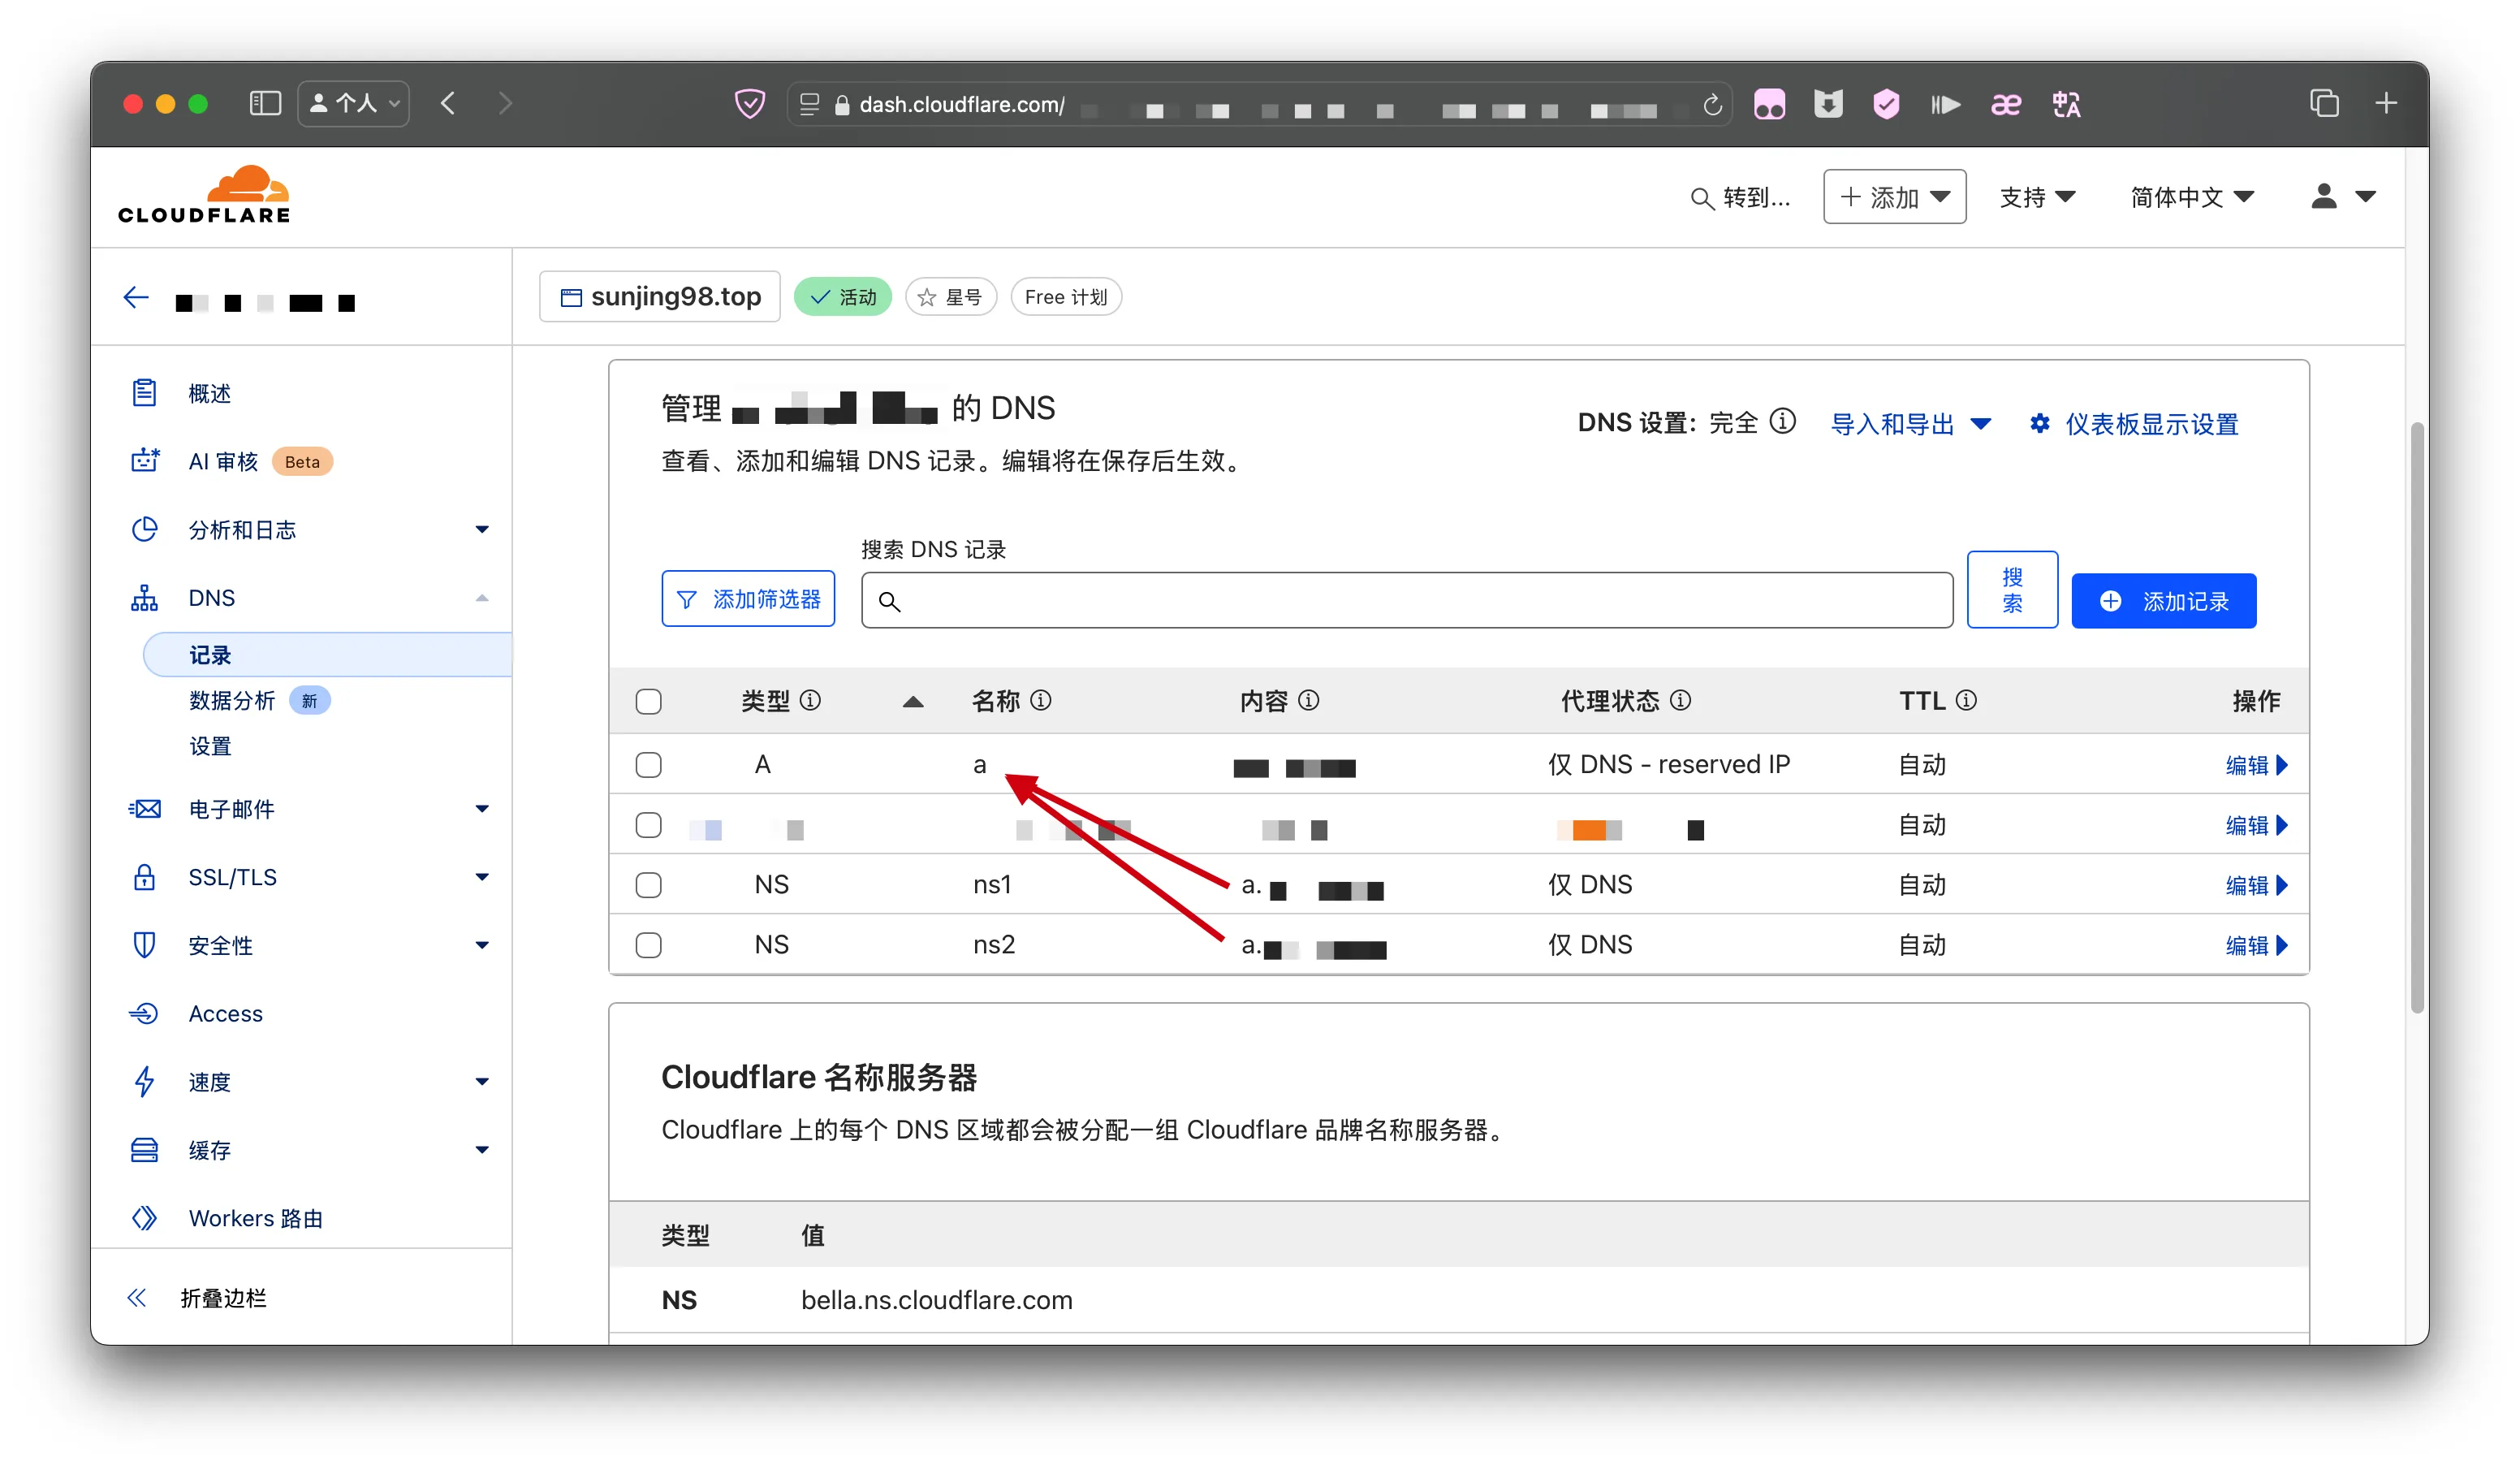 个人
dash.cloudflare.com/
CLOUDFLARE
转到...
添加
支持
简体中文
sunjing98.top
活动
星号
Free 计划
概述
AI 审核 Beta
分析和日志
DNS
记录
数据分析 新
设置
电子邮件
SSL/TLS
安全性
Access
速度
缓存
Workers 路由
折叠边栏
管理 的 DNS
查看、添加和编辑 DNS 记录。编辑将在保存后生效。
DNS 设置: 完全
导入和导出
仪表板显示设置
搜索 DNS 记录
添加筛选器
搜
索
添加记录
类型 名称 内容 代理状态 TTL 操作
A a 仅 DNS - reserved IP 自动 编辑
自动 编辑
NS ns1 a. 仅 DNS 自动 编辑
NS ns2 a. 仅 DNS 自动 编辑
Cloudflare 名称服务器
Cloudflare 上的每个 DNS 区域都会被分配一组 Cloudflare 品牌名称服务器。
类型 值
NS bella.ns.cloudflare.com